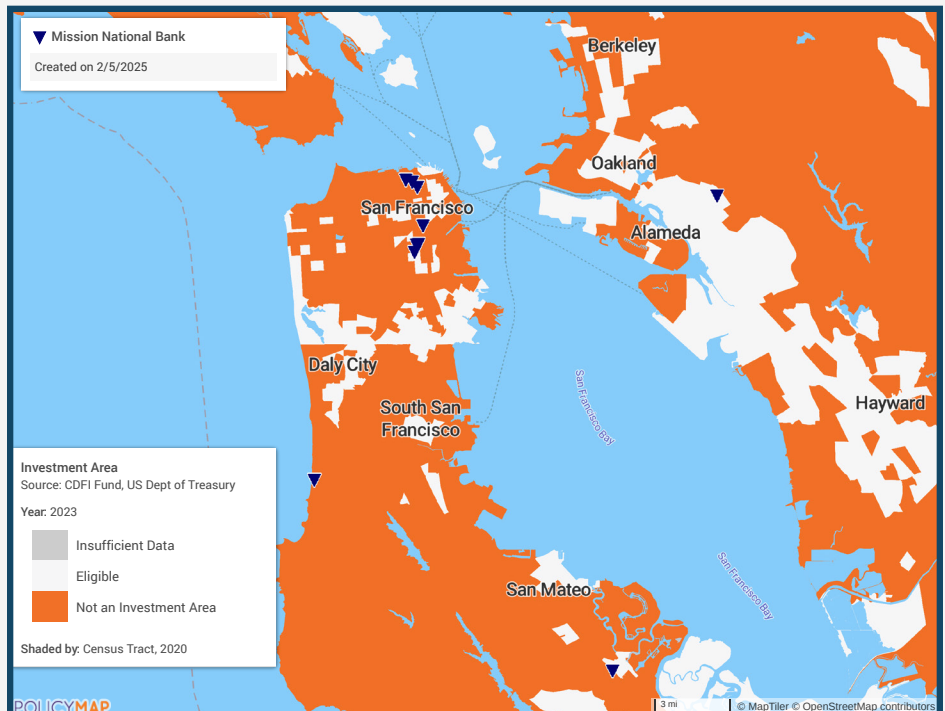 Mission National Bank
Created on 2/5/2025
Berkeley
Oakland
San Francisco
Alameda
Daly City
South San
Francisco
Hayward
San Francisco Bay
San Mateo
San Francisco Bay
Investment Area
Source: CDFI Fund, US Dept of Treasury
Year: 2023
Insufficient Data
Eligible
Not an Investment Area
Shaded by: Census Tract, 2020
POLICYMAP
3 mi
© MapTiler © OpenStreetMap contributors